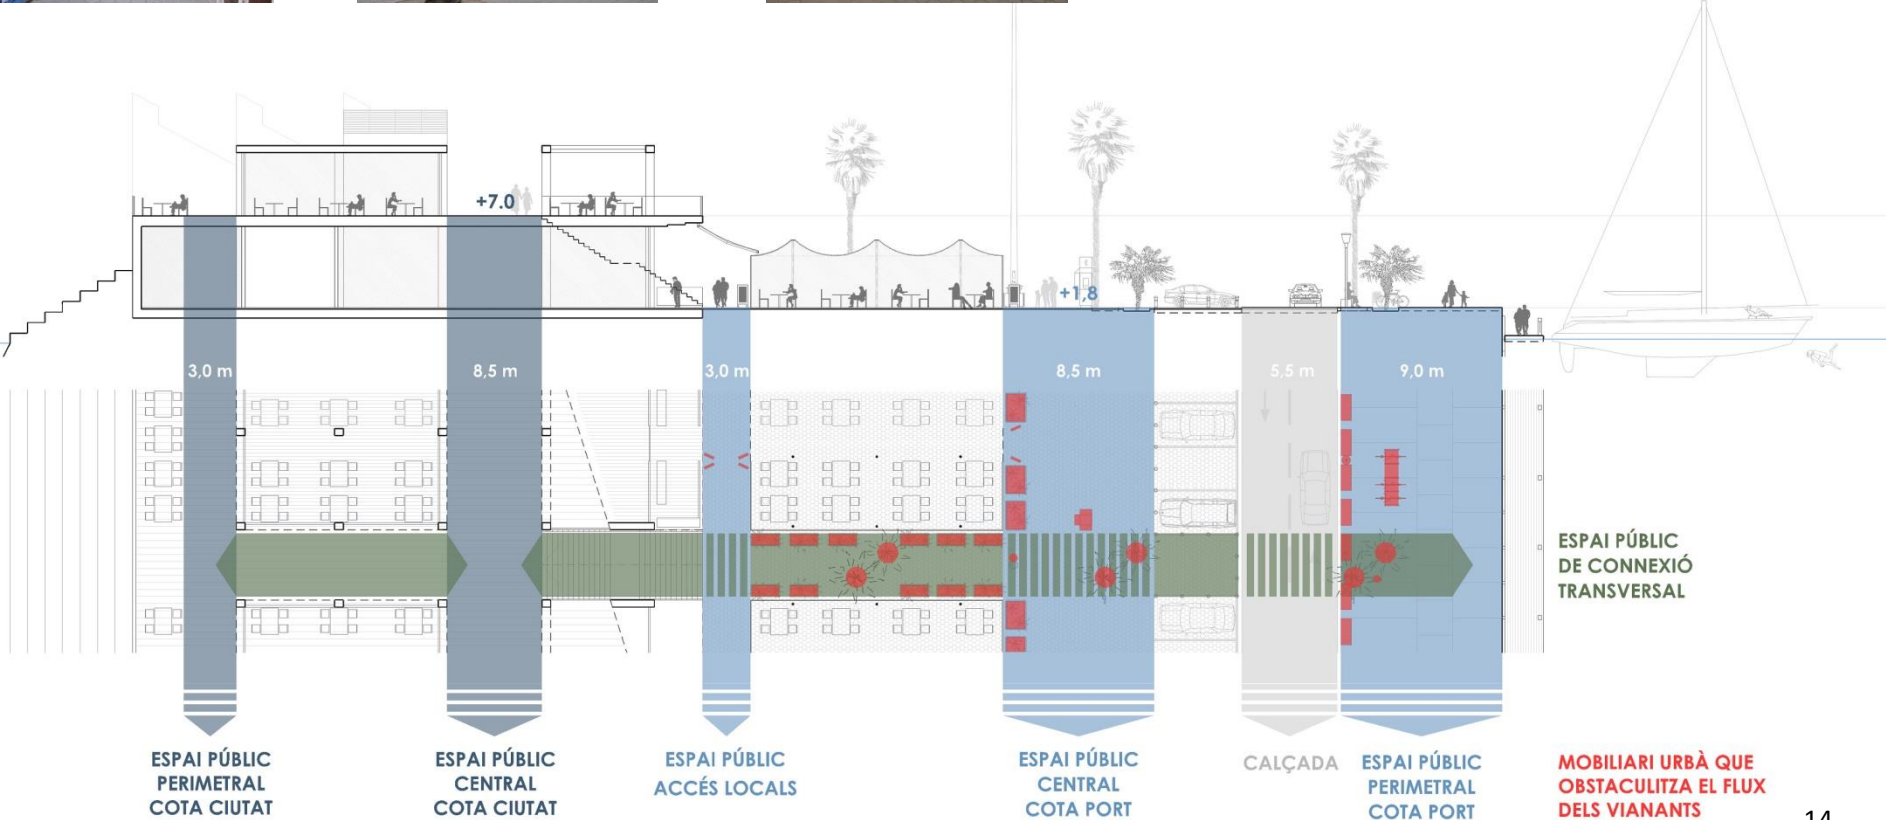 +7.0
+1,8
3,0 m
8,5 m
3,0 m
8,5 m
5,5 m
9,0 m
ESPAI PÚBLIC
DE CONNEXIÓ
TRANSVERSAL
ESPAI PÚBLIC
PERIMETRAL
COTA CIUTAT
ESPAI PÚBLIC
CENTRAL
COTA CIUTAT
ESPAI PÚBLIC
ACCÉS LOCALS
ESPAI PÚBLIC
CENTRAL
COTA PORT
CALÇADA
ESPAI PÚBLIC
PERIMETRAL
COTA PORT
MOBILIARI URBÀ QUE
OBSTACULITZA EL FLUX
DELS VIANANTS
14